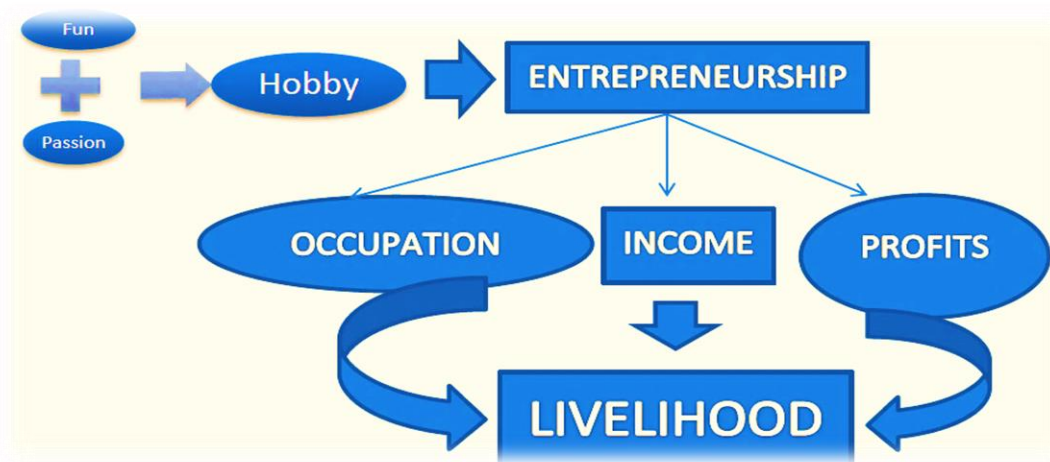 Fun
Passion
Hobby
ENTREPRENEURSHIP
OCCUPATION
INCOME
PROFITS
LIVELIHOOD